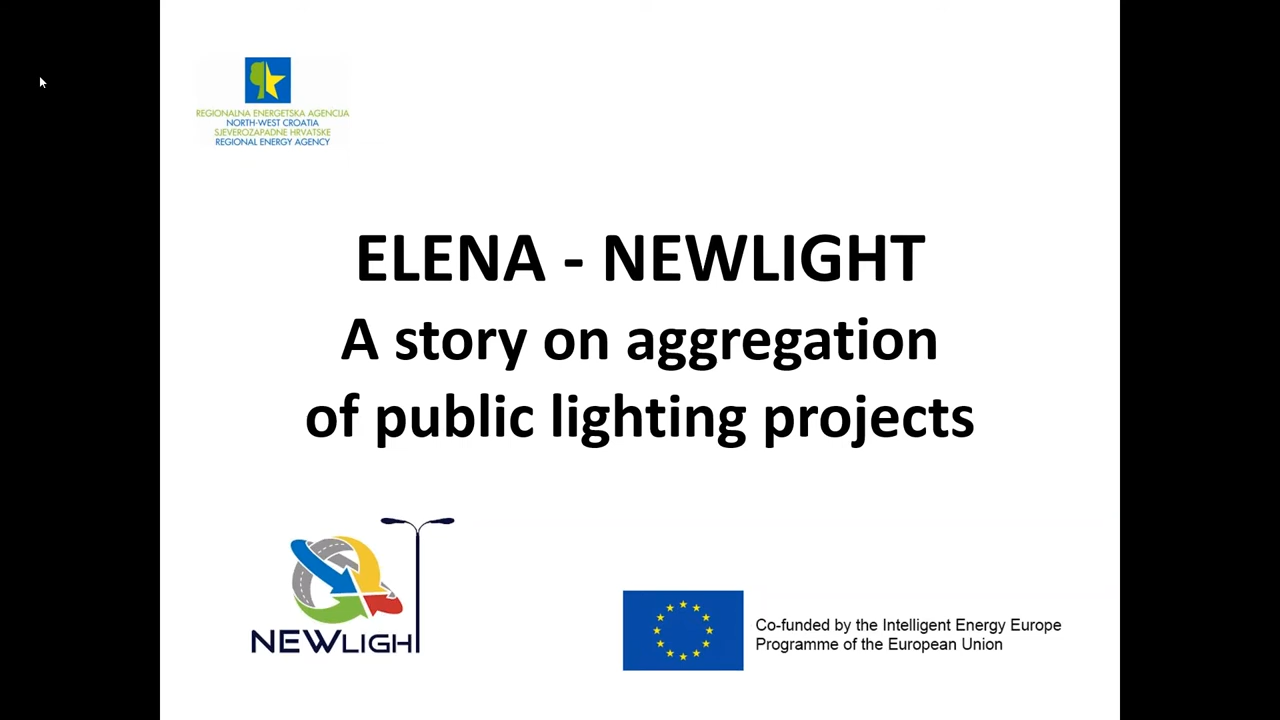 REGIONALNA ENERGETSKA AGENCIJA
NORTH-WEST CROATIA
SJEVEROZAPADNE HRVATSKE
REGIONAL ENERGY AGENCY
ELENA - NEWLIGHT
A story on aggregation
of public lighting projects
NEWLIGHT
Co-funded by the Intelligent Energy Europe
Programme of the European Union